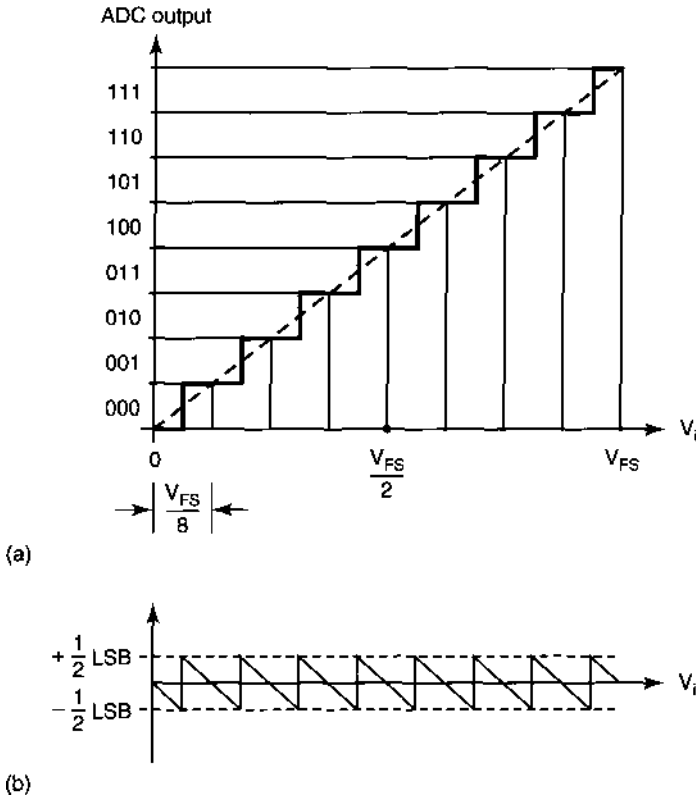 ADC output
111
110
101
100
011
010
001
000
V_i
0
V_FS/2
V_FS
V_FS/8
(a)
+ 1/2 LSB
V_i
− 1/2 LSB
(b)